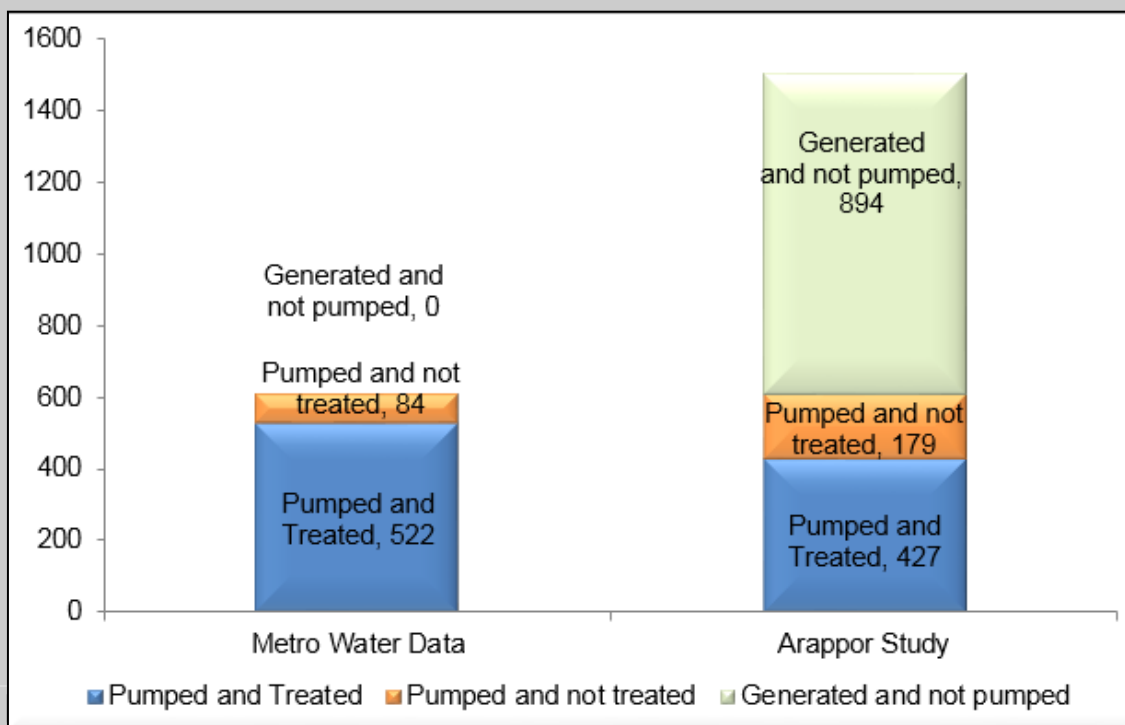 1600
1400
1200
1000
800
600
400
200
0
Generated and
not pumped, 0
Pumped and not
treated, 84
Pumped and
Treated, 522
Generated
and not pumped,
894
Pumped and not
treated, 179
Pumped and
Treated, 427
Metro Water Data
Arappor Study
Pumped and Treated
Pumped and not treated
Generated and not pumped